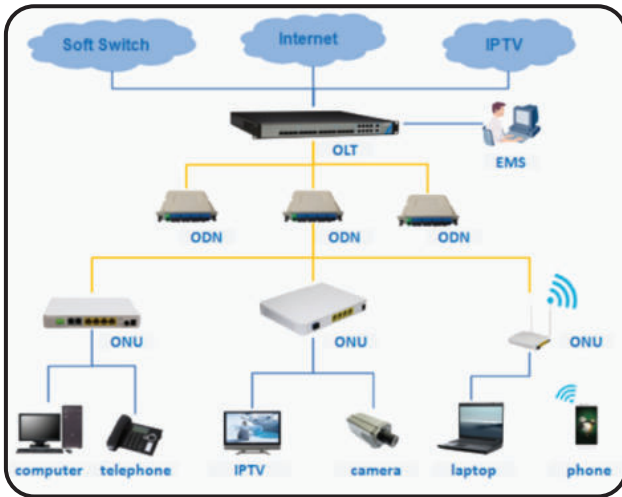 Soft Switch
Internet
IPTV
OLT
EMS
ODN
ODN
ODN
ONU
ONU
ONU
computer
telephone
IPTV
camera
laptop
phone